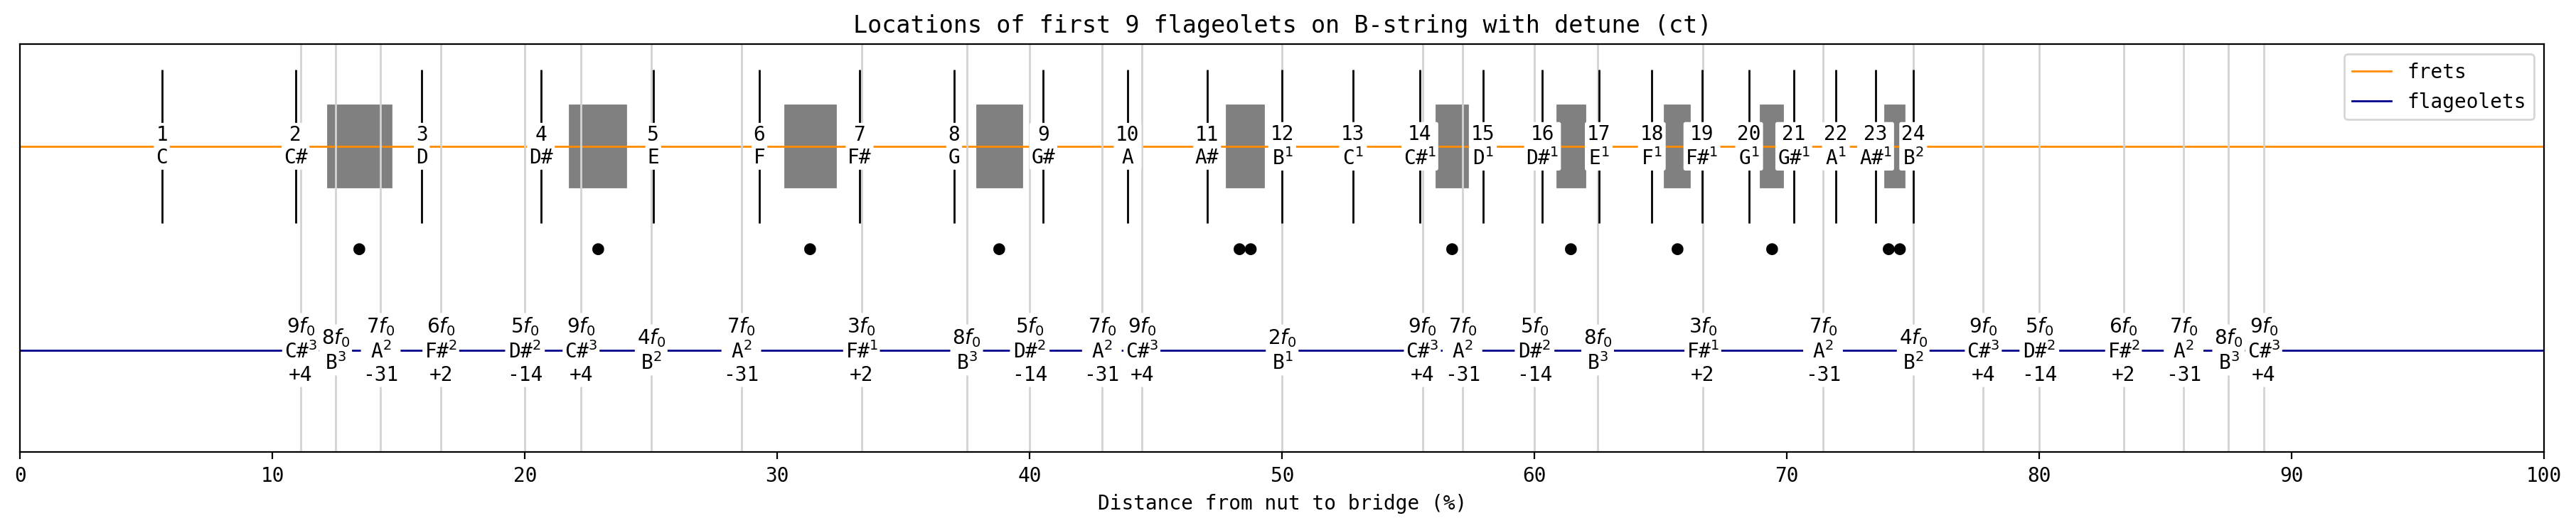 Locations of first 9 flageolets on B-string with detune (ct)
frets
flageolets
1 2 3 4 5 6 7 8 9 10 11 12 13 14 15 16 17 18 19 20 21 22 23 24
C C# D D# E F F# G G# A A# B¹ C¹ C#¹ D¹ D#¹ E¹ F¹ F#¹ G¹ G#¹ A¹ A#¹ B²
9f₀ 8f₀ 7f₀ 6f₀ 5f₀ 9f₀ 4f₀ 7f₀ 3f₀ 8f₀ 5f₀ 7f₀ 9f₀ 2f₀ 9f₀ 7f₀ 5f₀ 8f₀ 3f₀ 7f₀ 4f₀ 9f₀ 5f₀ 6f₀ 7f₀ 8f₀ 9f₀
C#³ B³ A² F#² D#² C#³ B² A² F#¹ B³ D#² A² C#³ B¹ C#³ A² D#² B³ F#¹ A² B² C#³ D#² F#² A² B³ C#³
+4 -31 +2 -14 +4 -31 +2 -14 -31 +4 +4 -31 -14 +2 -31 +4 -14 +2 -31 +4
0 10 20 30 40 50 60 70 80 90 100
Distance from nut to bridge (%)